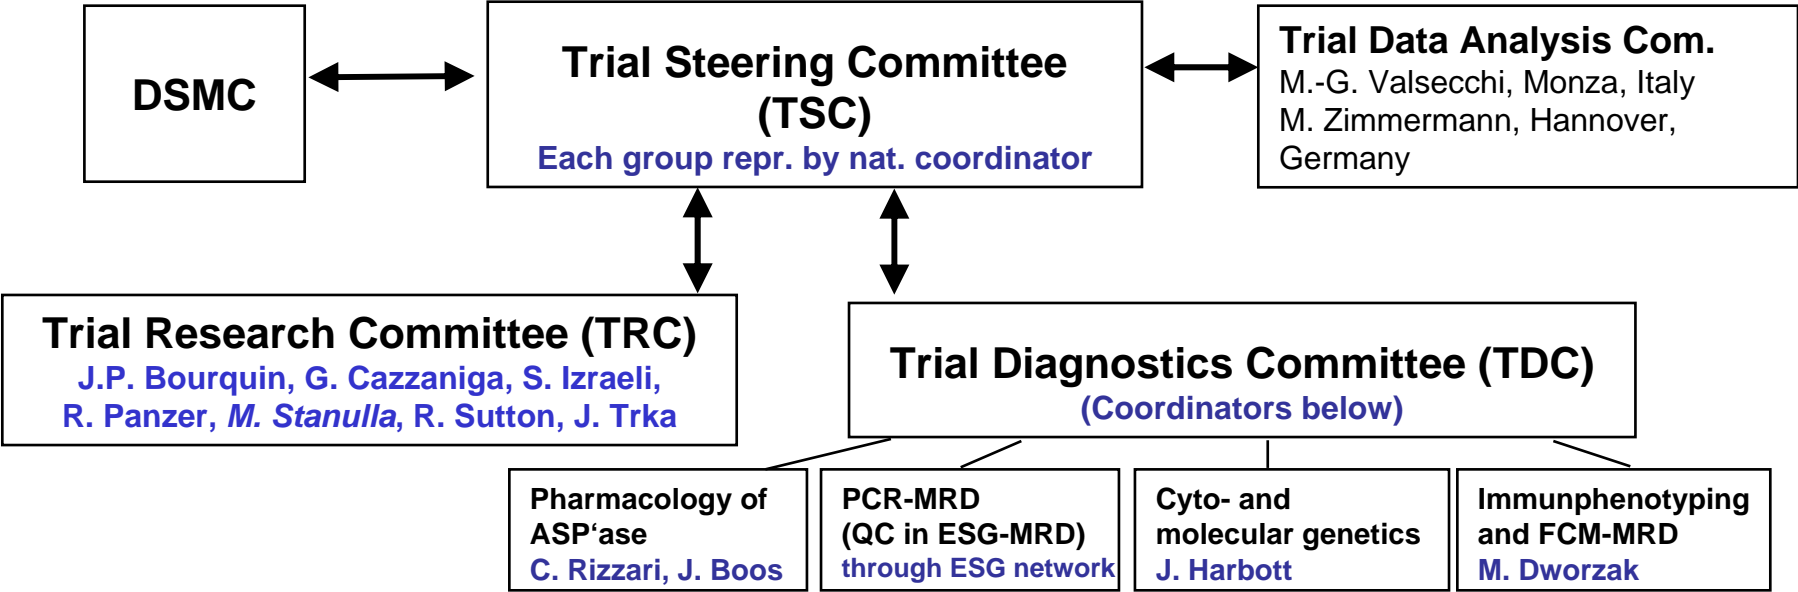 DSMC
Trial Steering Committee
(TSC)
Each group repr. by nat. coordinator
Trial Data Analysis Com.
M.-G. Valsecchi, Monza, Italy
M. Zimmermann, Hannover,
Germany
Trial Research Committee (TRC)
J.P. Bourquin, G. Cazzaniga, S. Izraeli,
R. Panzer, M. Stanulla, R. Sutton, J. Trka
Trial Diagnostics Committee (TDC)
(Coordinators below)
Pharmacology of
ASP‘ase
C. Rizzari, J. Boos
PCR-MRD
(QC in ESG-MRD)
through ESG network
Cyto- and
molecular genetics
J. Harbott
Immunphenotyping
and FCM-MRD
M. Dworzak